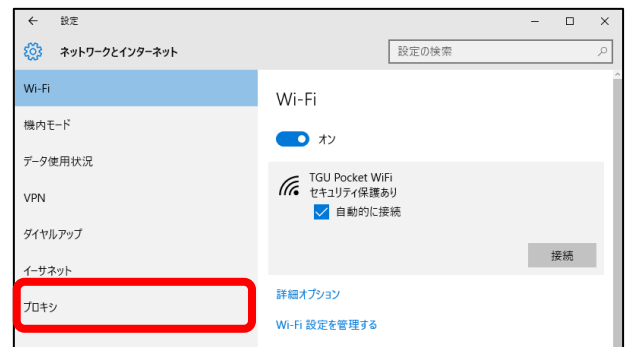 設定
ネットワークとインターネット
設定の検索
Wi-Fi
機内モード
データ使用状況
VPN
ダイヤルアップ
イーサネット
プロキシ
Wi-Fi
オン
TGU Pocket WiFi
セキュリティ保護あり
自動的に接続
接続
詳細オプション
Wi-Fi 設定を管理する